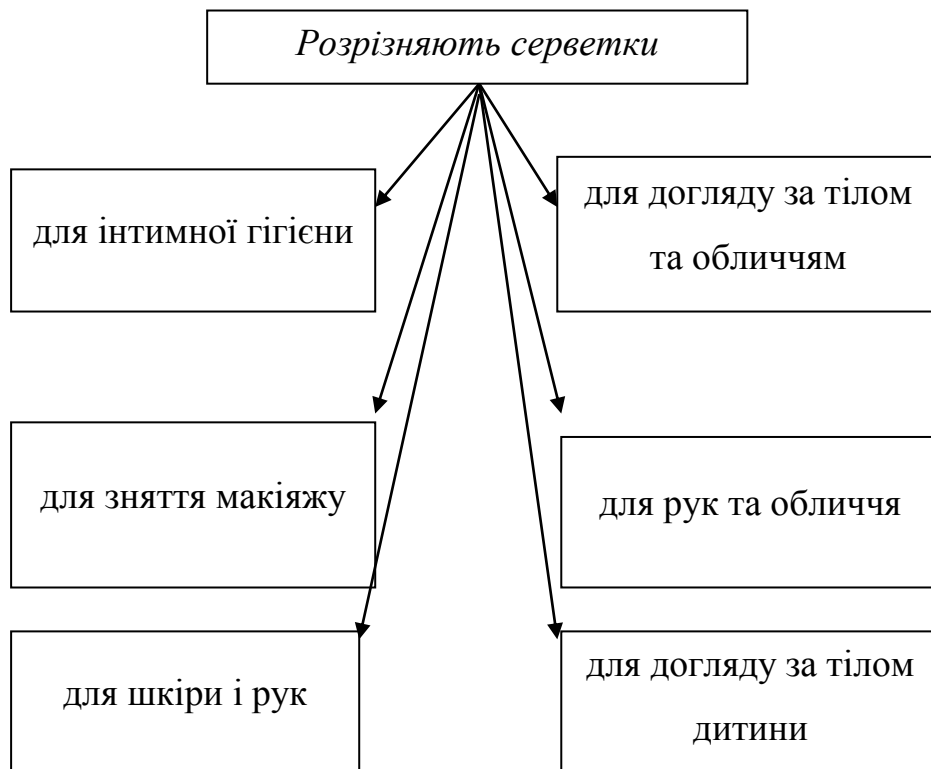 Розрізняють серветки
для інтимної гігієни
для догляду за тілом
та обличчям
для зняття макіяжу
для рук та обличчя
для шкіри і рук
для догляду за тілом
дитини